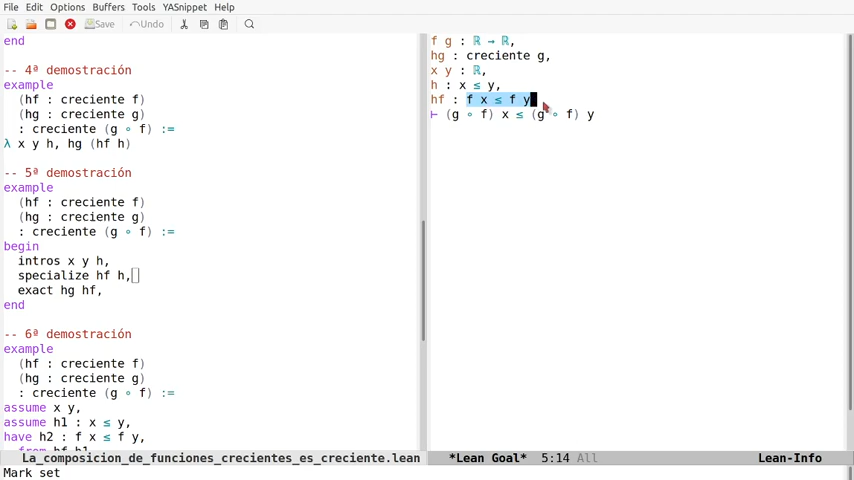 File Edit Options Buffers Tools YASnippet Help
Save Undo
end
-- 4ª demostración
example
(hf : creciente f)
(hg : creciente g)
: creciente (g ∘ f) :=
λ x y h, hg (hf h)
-- 5ª demostración
example
(hf : creciente f)
(hg : creciente g)
: creciente (g ∘ f) :=
begin
intros x y h,
specialize hf h,
exact hg hf,
end
-- 6ª demostración
example
(hf : creciente f)
(hg : creciente g)
: creciente (g ∘ f) :=
assume x y,
assume h1 : x ≤ y,
have h2 : f x ≤ f y,
from hf h1
La_composicion_de_funciones_crecientes_es_creciente.lean
f g : ℝ → ℝ,
hg : creciente g,
x y : ℝ,
h : x ≤ y,
hf : f x ≤ f y
⊢ (g ∘ f) x ≤ (g ∘ f) y
*Lean Goal* 5:14 All Lean-Info
Mark set